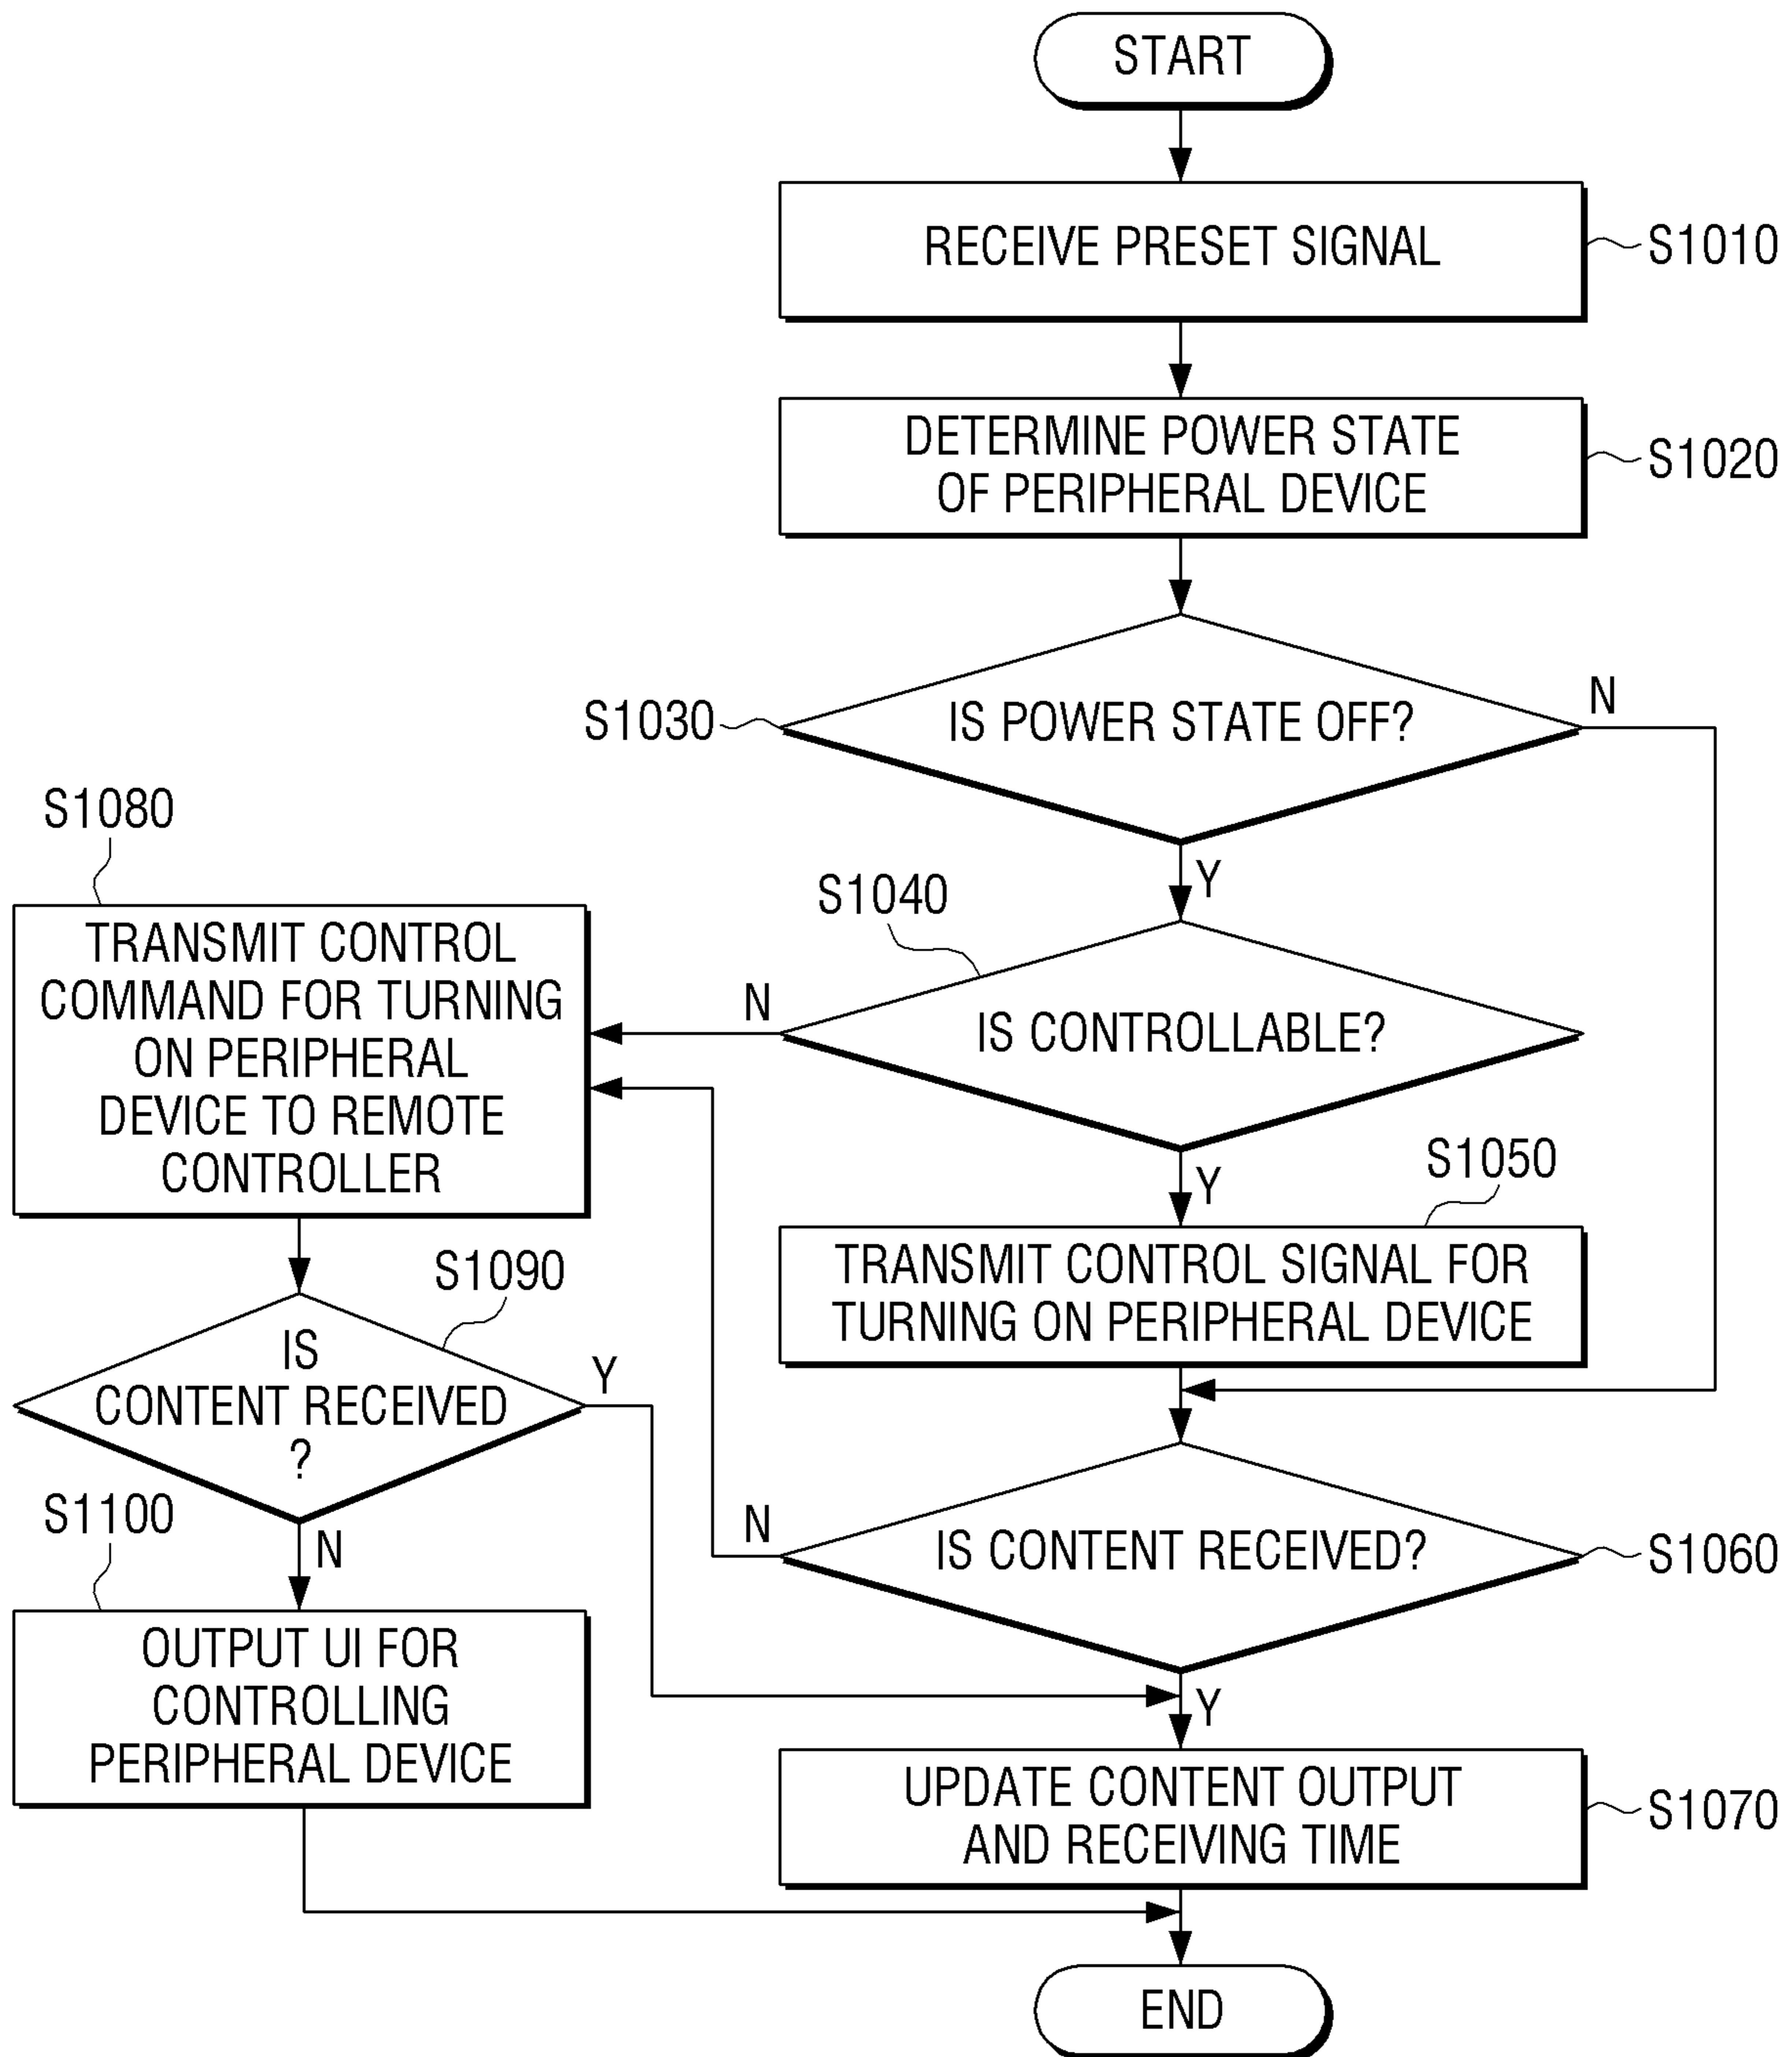 START
RECEIVE PRESET SIGNAL
S1010
DETERMINE POWER STATE
OF PERIPHERAL DEVICE
S1020
S1030
IS POWER STATE OFF?
N
Y
S1040
IS CONTROLLABLE?
N
Y
S1080
TRANSMIT CONTROL
COMMAND FOR TURNING
ON PERIPHERAL
DEVICE TO REMOTE
CONTROLLER
S1050
TRANSMIT CONTROL SIGNAL FOR
TURNING ON PERIPHERAL DEVICE
S1090
IS
CONTENT RECEIVED
?
Y
N
IS CONTENT RECEIVED?
S1060
N
Y
S1100
OUTPUT UI FOR
CONTROLLING
PERIPHERAL DEVICE
UPDATE CONTENT OUTPUT
AND RECEIVING TIME
S1070
END